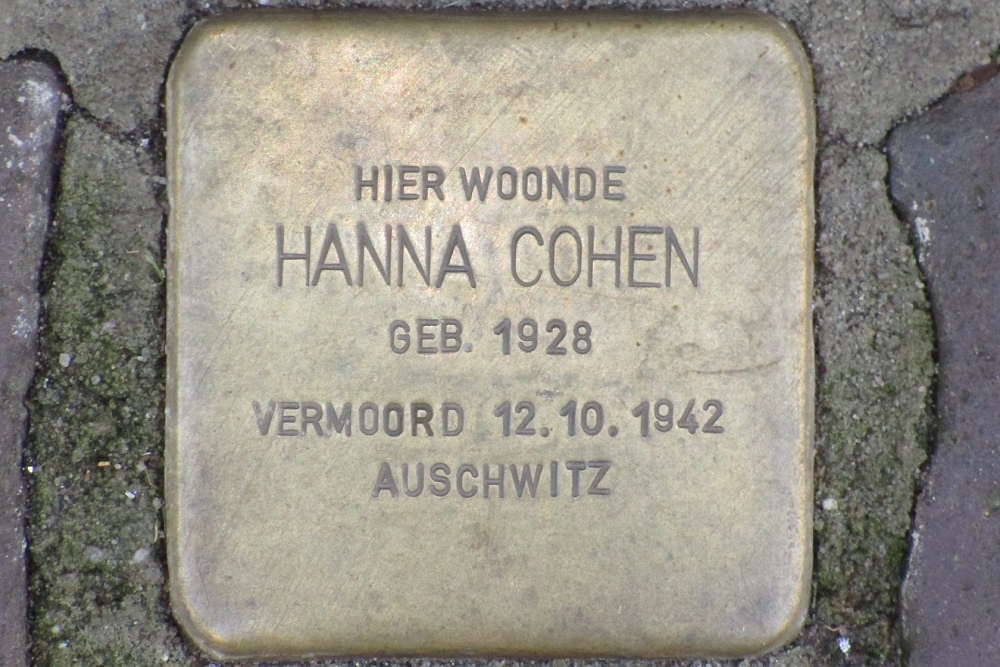 HIER WOONDE
HANNA COHEN
GEB. 1928
VERMOORD 12.10.1942
AUSCHWITZ